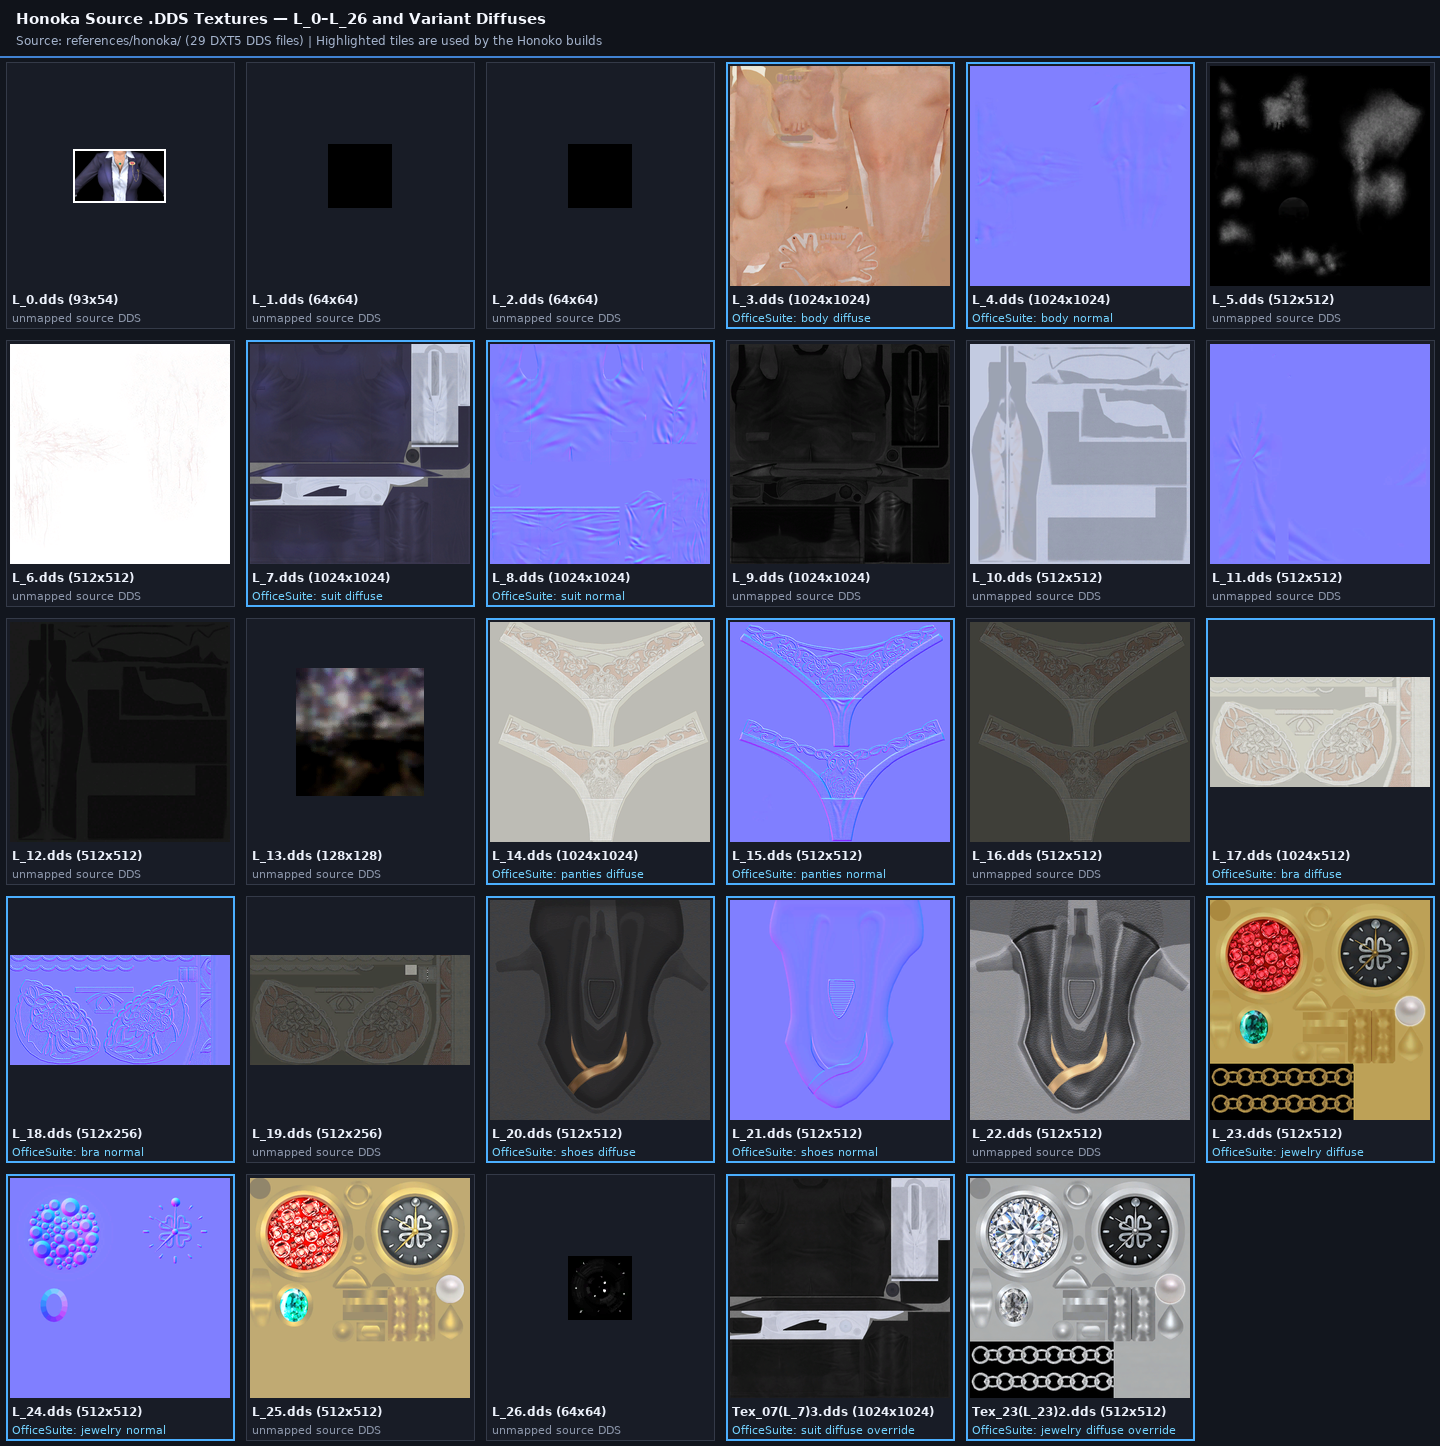 Honoka Source .DDS Textures — L_0–L_26 and Variant Diffuses
Source: references/honoka/ (29 DXT5 DDS files) | Highlighted tiles are used by the Honoko builds
L_0.dds (93x54)
unmapped source DDS
L_1.dds (64x64)
unmapped source DDS
L_2.dds (64x64)
unmapped source DDS
L_3.dds (1024x1024)
OfficeSuite: body diffuse
L_4.dds (1024x1024)
OfficeSuite: body normal
L_5.dds (512x512)
unmapped source DDS
L_6.dds (512x512)
unmapped source DDS
L_7.dds (1024x1024)
OfficeSuite: suit diffuse
L_8.dds (1024x1024)
OfficeSuite: suit normal
L_9.dds (1024x1024)
unmapped source DDS
L_10.dds (512x512)
unmapped source DDS
L_11.dds (512x512)
unmapped source DDS
L_12.dds (512x512)
unmapped source DDS
L_13.dds (128x128)
unmapped source DDS
L_14.dds (1024x1024)
OfficeSuite: panties diffuse
L_15.dds (512x512)
OfficeSuite: panties normal
L_16.dds (512x512)
unmapped source DDS
L_17.dds (1024x512)
OfficeSuite: bra diffuse
L_18.dds (512x256)
OfficeSuite: bra normal
L_19.dds (512x256)
unmapped source DDS
L_20.dds (512x512)
OfficeSuite: shoes diffuse
L_21.dds (512x512)
OfficeSuite: shoes normal
L_22.dds (512x512)
unmapped source DDS
L_23.dds (512x512)
OfficeSuite: jewelry diffuse
L_24.dds (512x512)
OfficeSuite: jewelry normal
L_25.dds (512x512)
unmapped source DDS
L_26.dds (64x64)
unmapped source DDS
Tex_07(L_7)3.dds (1024x1024)
OfficeSuite: suit diffuse override
Tex_23(L_23)2.dds (512x512)
OfficeSuite: jewelry diffuse override